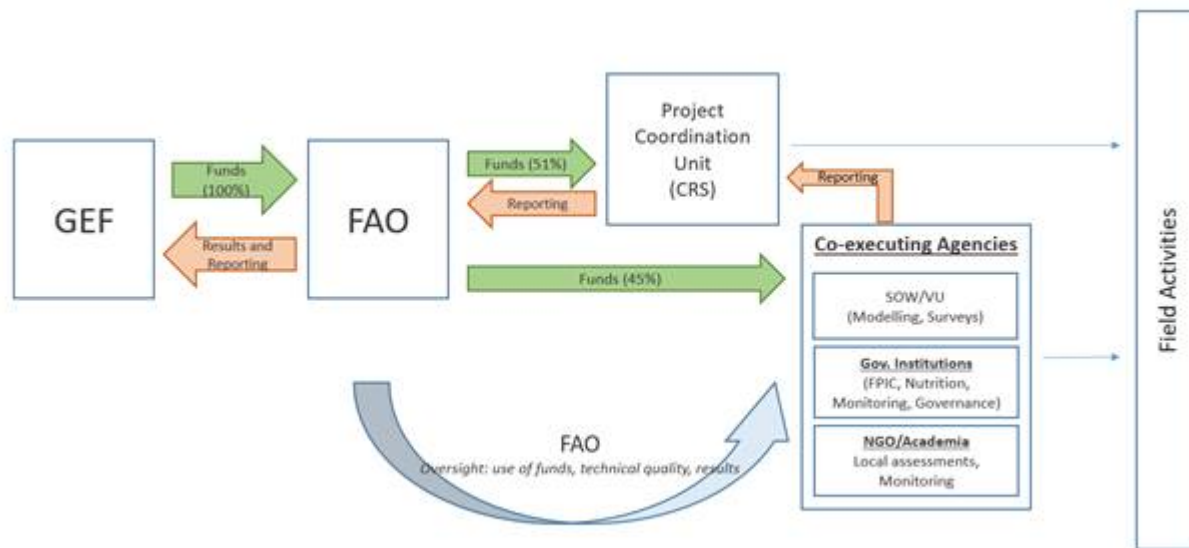 GEF
Funds
(100%)
Results and
Reporting
FAO
Funds (51%)
Reporting
Project
Coordination
Unit
(CRS)
Reporting
Funds (45%)
Co-executing Agencies
SOW/VU
(Modelling, Surveys)
Gov. Institutions
(FPIC, Nutrition,
Monitoring, Governance)
NGO/Academia
Local assessments,
Monitoring
FAO
Oversight: use of funds, technical quality, results
Field Activities